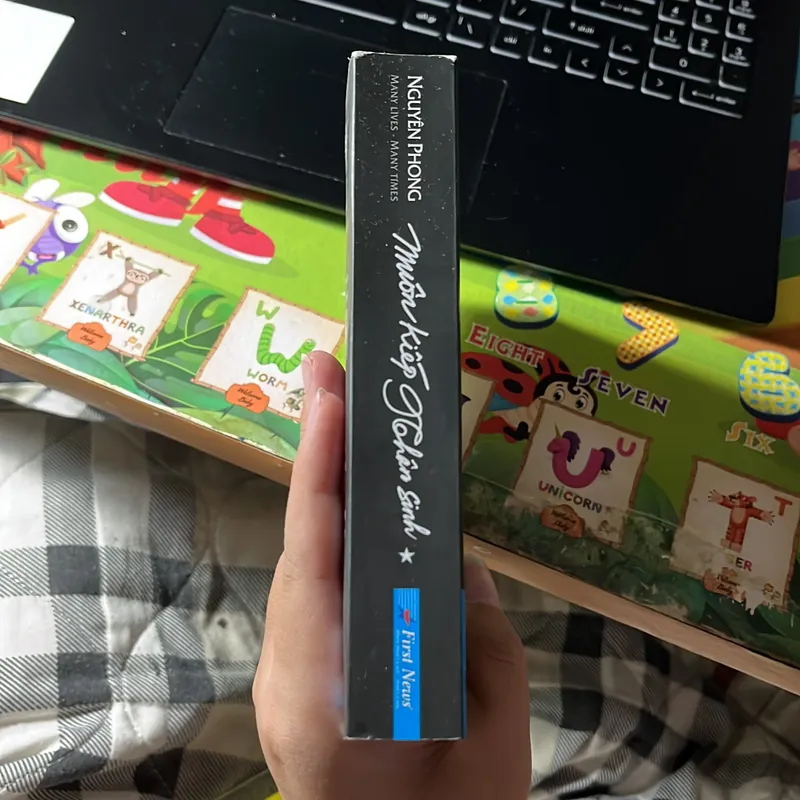 NGUYÊN PHONG
MANY LIVES - MANY TIMES
Muôn Kiếp Nhân Sinh
First News
X
XENARTHRA
W
WORM
EIGHT
SEVEN
SIX
U
UNICORN
T